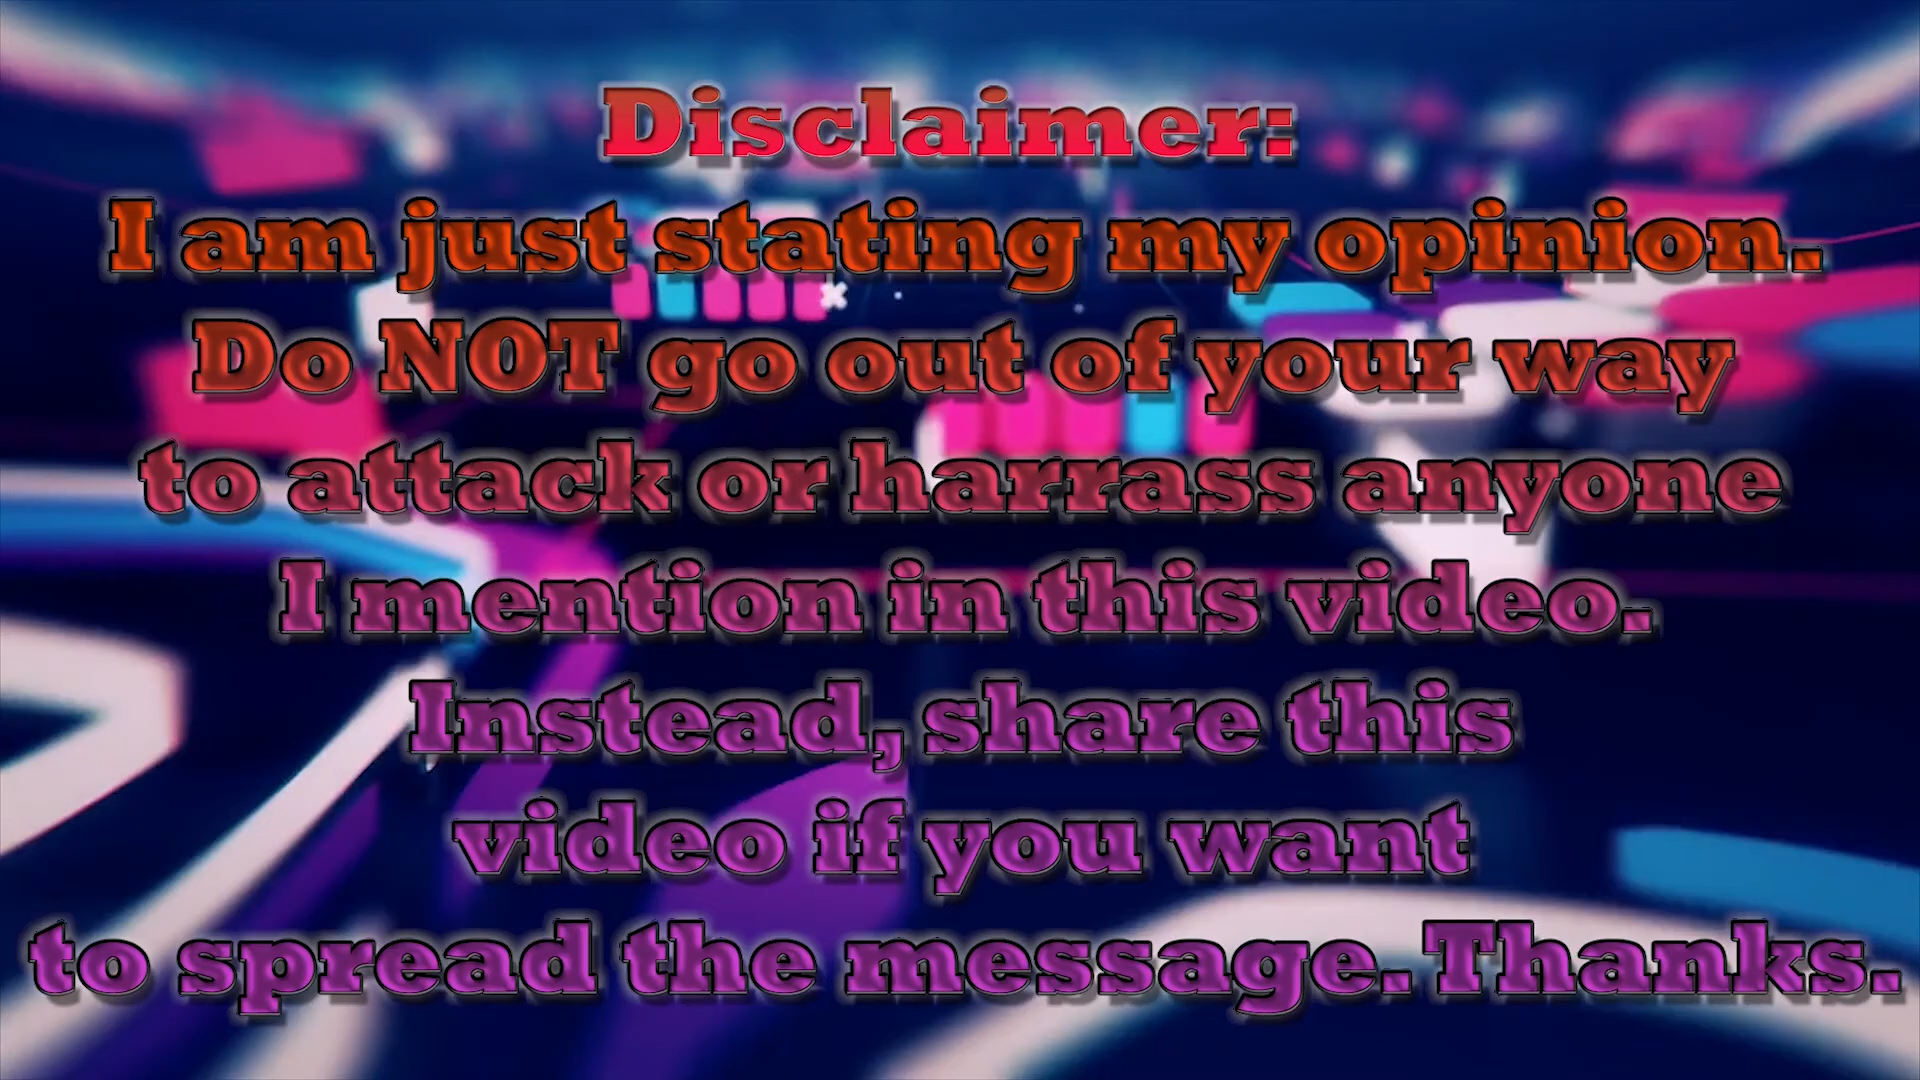 Disclaimer:
I am just stating my opinion.
Do NOT go out of your way
to attack or harrass anyone
I mention in this video.
Instead, share this
video if you want
to spread the message. Thanks.